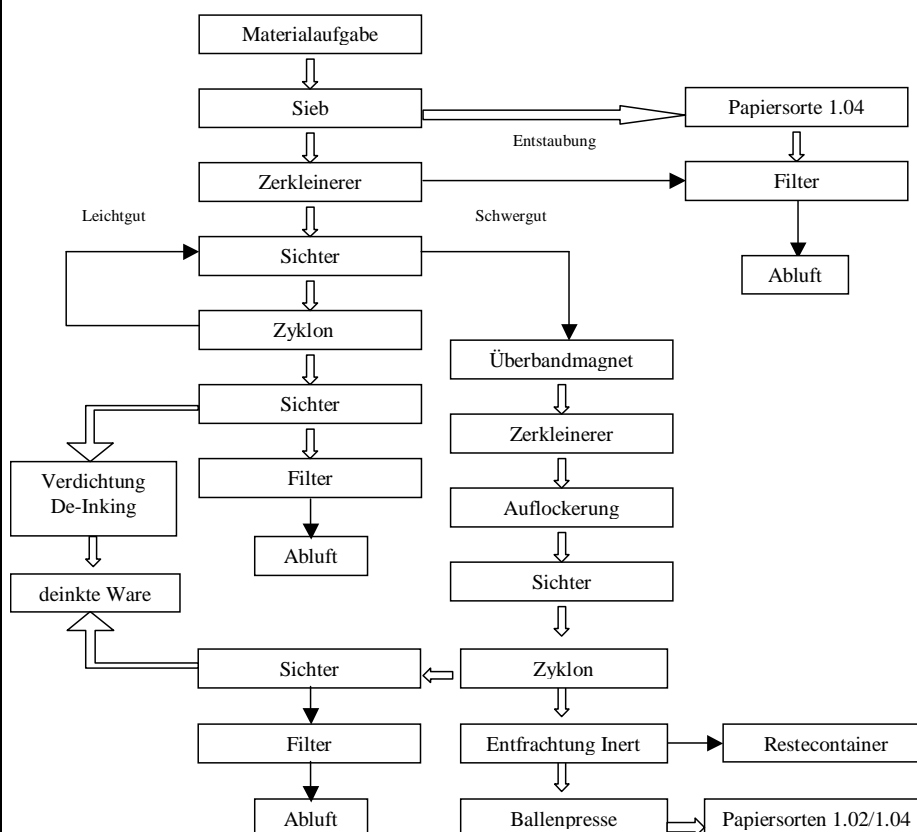 Materialaufgabe
Sieb
Papiersorte 1.04
Entstaubung
Zerkleinerer
Filter
Leichtgut
Schwergut
Sichter
Abluft
Zyklon
Überbandmagnet
Sichter
Zerkleinerer
Verdichtung
De-Inking
Filter
Auflockerung
Abluft
Sichter
deinkte Ware
Sichter
Zyklon
Filter
Entfrachtung Inert
Restecontainer
Abluft
Ballenpresse
Papiersorten 1.02/1.04